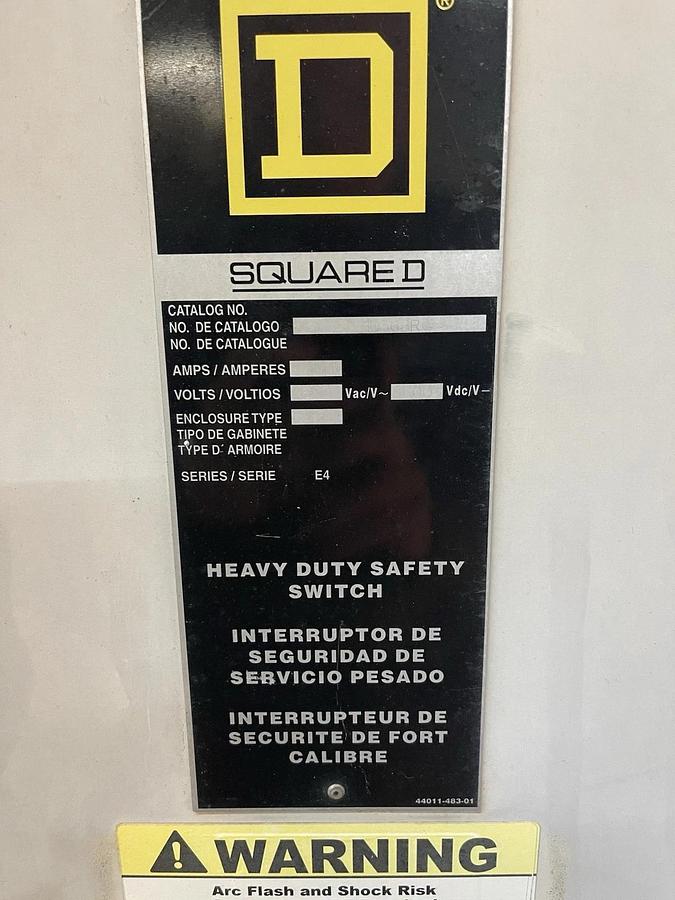 D
®
SQUARE D
CATALOG NO.
NO. DE CATALOGO
NO. DE CATALOGUE
AMPS / AMPERES
VOLTS / VOLTIOS Vac/V~ Vdc/V⎓
ENCLOSURE TYPE
TIPO DE GABINETE
TYPE D' ARMOIRE
SERIES / SERIE E4
HEAVY DUTY SAFETY
SWITCH
INTERRUPTOR DE
SEGURIDAD DE
SERVICIO PESADO
INTERRUPTEUR DE
SECURITE DE FORT
CALIBRE
44011-483-01
WARNING
Arc Flash and Shock Risk